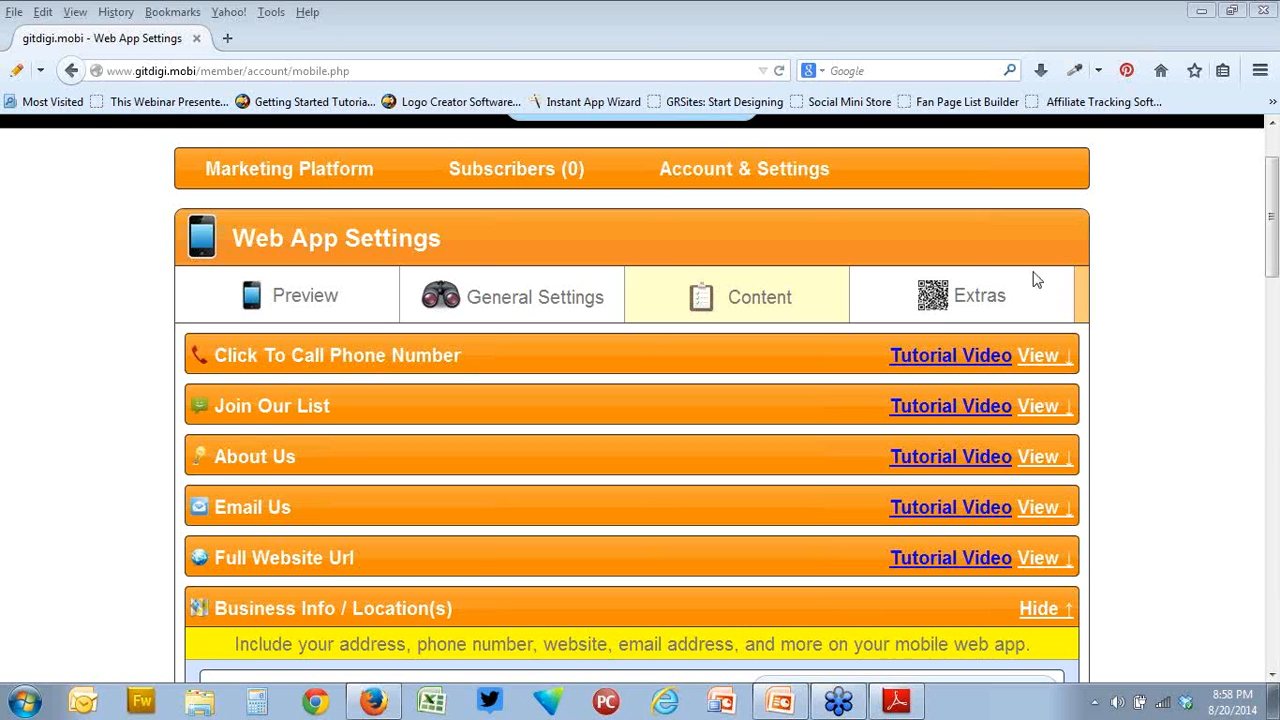 File Edit View History Bookmarks Yahoo! Tools Help
gitdigi.mobi - Web App Settings
www.gitdigi.mobi/member/account/mobile.php
Google
Most Visited This Webinar Presente... Getting Started Tutoria... Logo Creator Software... Instant App Wizard GRSites: Start Designing Social Mini Store Fan Page List Builder Affiliate Tracking Soft...
Marketing Platform Subscribers (0) Account & Settings
Web App Settings
Preview General Settings Content Extras
Click To Call Phone Number Tutorial Video View ↓
Join Our List Tutorial Video View ↓
About Us Tutorial Video View ↓
Email Us Tutorial Video View ↓
Full Website Url Tutorial Video View ↓
Business Info / Location(s) Hide ↑
Include your address, phone number, website, email address, and more on your mobile web app.
Fw PC
8:58 PM
8/20/2014